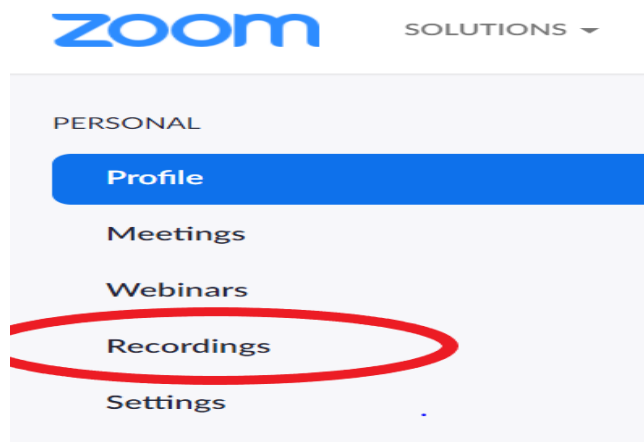 zoom SOLUTIONS
PERSONAL
Profile
Meetings
Webinars
Recordings
Settings